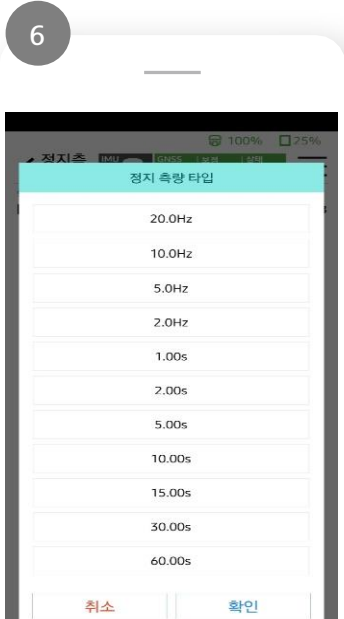 6
100% 25%
정지측 IMU GNSS | 보정 | 상태
정지 측량 타입
20.0Hz
10.0Hz
5.0Hz
2.0Hz
1.00s
2.00s
5.00s
10.00s
15.00s
30.00s
60.00s
취소 확인